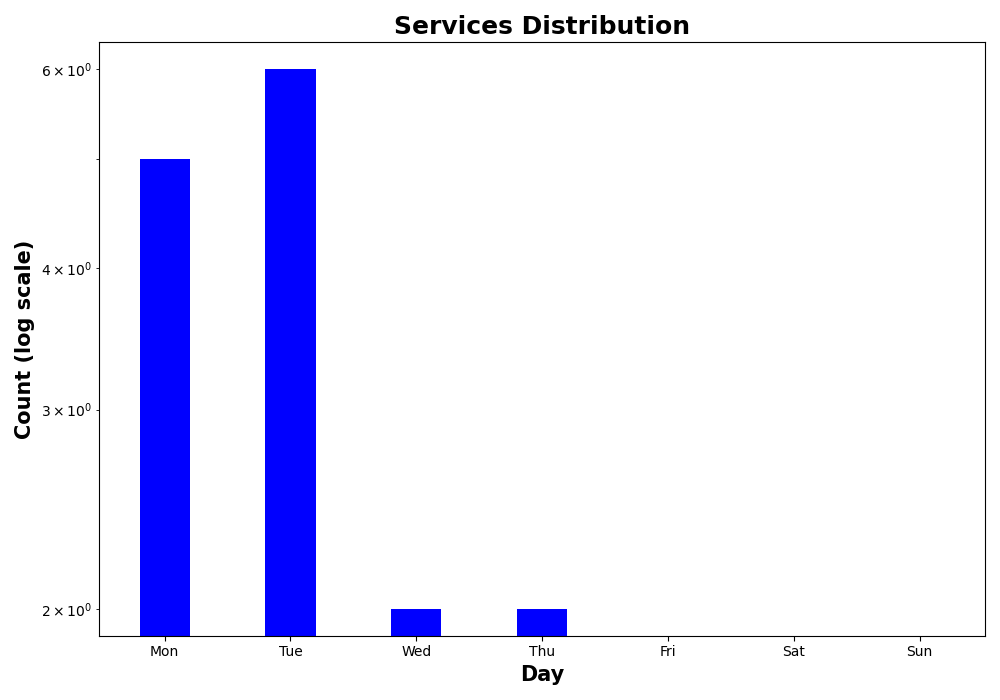 Services Distribution
6 × 10⁰
4 × 10⁰
3 × 10⁰
2 × 10⁰
Count (log scale)
Mon Tue Wed Thu Fri Sat Sun
Day